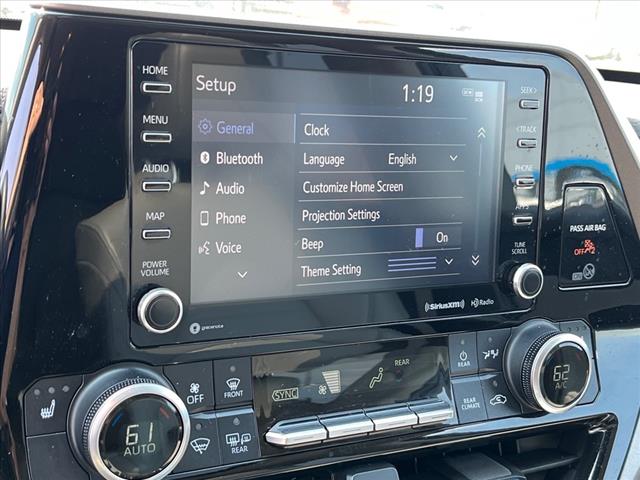 HOME
MENU
AUDIO
MAP
POWER
VOLUME
Setup
1:19
General
Bluetooth
Audio
Phone
Voice
Clock
Language English
Customize Home Screen
Projection Settings
Beep On
Theme Setting
SEEK>
<TRACK
PHONE
APPS
TUNE
SCROLL
gracenote
SiriusXM
HD Radio
PASS AIR BAG
OFF
2
OFF
FRONT
REAR
61
AUTO
SYNC
REAR
REAR
REAR
CLIMATE
62
A/C